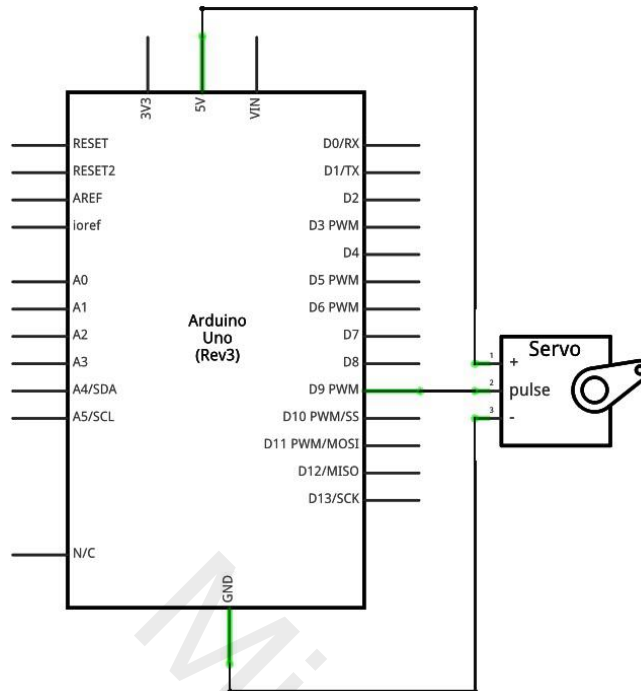 3V3
5V
VIN
RESET
RESET2
AREF
ioref
A0
A1
A2
A3
A4/SDA
A5/SCL
N/C
Arduino
Uno
(Rev3)
D0/RX
D1/TX
D2
D3 PWM
D4
D5 PWM
D6 PWM
D7
D8
D9 PWM
D10 PWM/SS
D11 PWM/MOSI
D12/MISO
D13/SCK
GND
Servo
1 +
2 pulse
3 -